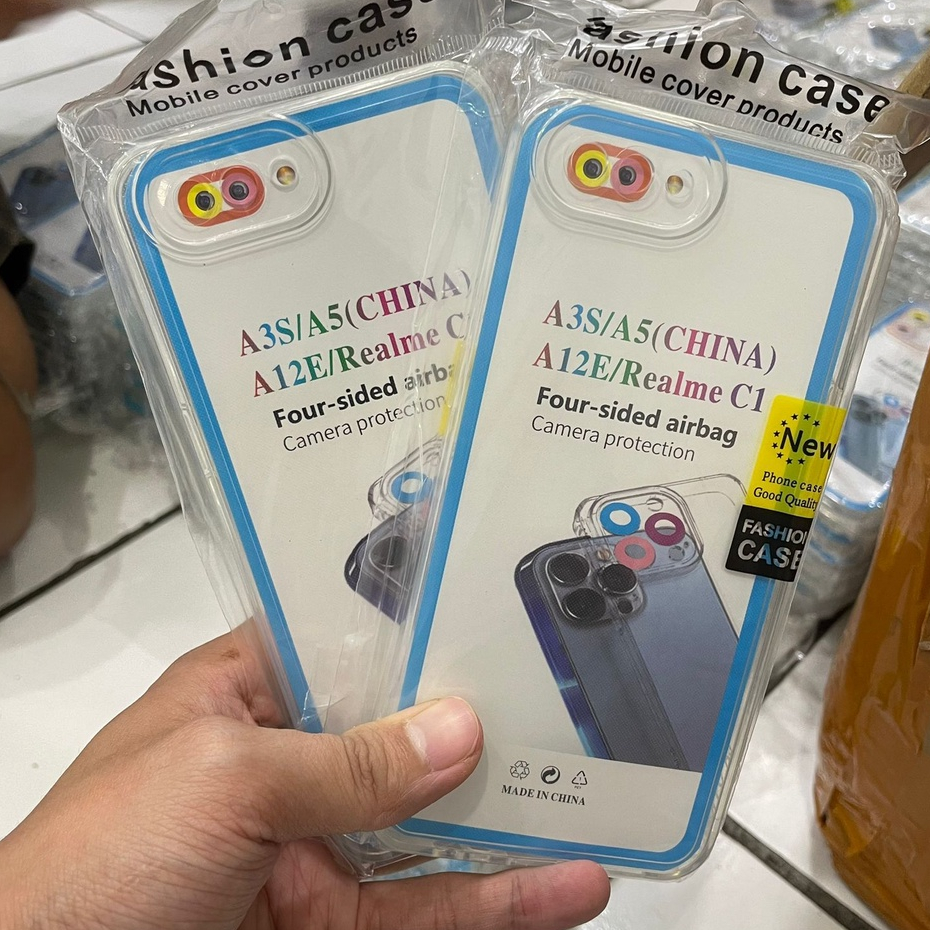 ashion case
Mobile cover products
A3S/A5(CHINA)
A12E/Realme C
Four-sided airba
Camera protection
ashion case
Mobile cover products
A3S/A5(CHINA)
A12E/Realme C1
Four-sided airbag
Camera protection
New
Phone case
Good Quality
FASHION
CASE
MADE IN CHINA